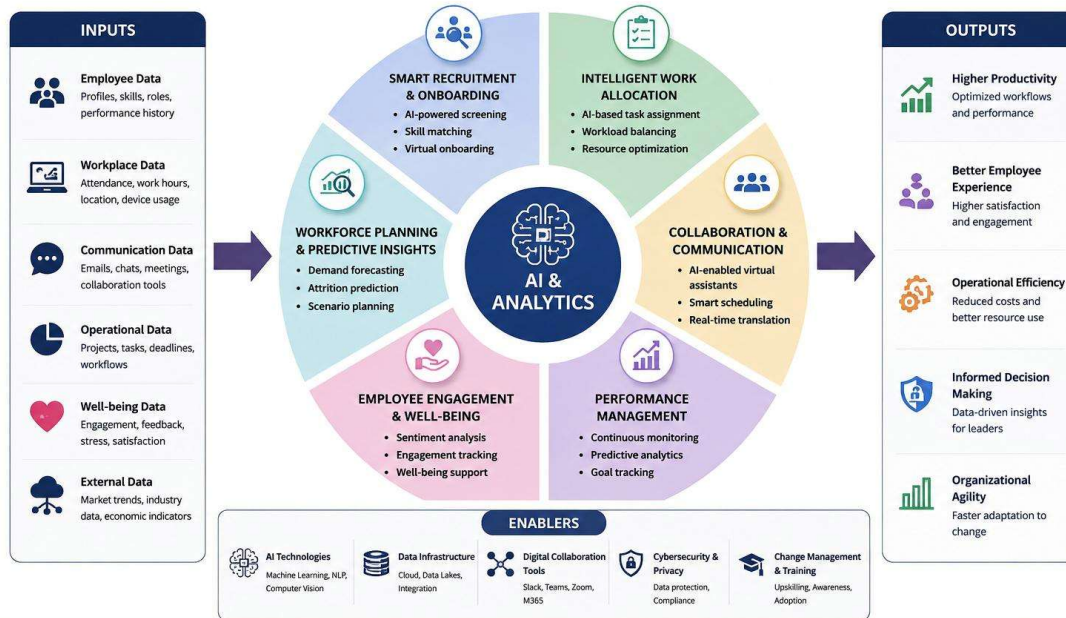 INPUTS
Employee Data
Profiles, skills, roles,
performance history
Workplace Data
Attendance, work hours,
location, device usage
Communication Data
Emails, chats, meetings,
collaboration tools
Operational Data
Projects, tasks, deadlines,
workflows
Well-being Data
Engagement, feedback,
stress, satisfaction
External Data
Market trends, industry
data, economic indicators
SMART RECRUITMENT
& ONBOARDING
• AI-powered screening
• Skill matching
• Virtual onboarding
INTELLIGENT WORK
ALLOCATION
• AI-based task assignment
• Workload balancing
• Resource optimization
WORKFORCE PLANNING
& PREDICTIVE INSIGHTS
• Demand forecasting
• Attrition prediction
• Scenario planning
AI &
ANALYTICS
COLLABORATION &
COMMUNICATION
• AI-enabled virtual
assistants
• Smart scheduling
• Real-time translation
EMPLOYEE ENGAGEMENT
& WELL-BEING
• Sentiment analysis
• Engagement tracking
• Well-being support
PERFORMANCE
MANAGEMENT
• Continuous monitoring
• Predictive analytics
• Goal tracking
OUTPUTS
Higher Productivity
Optimized workflows
and performance
Better Employee
Experience
Higher satisfaction
and engagement
Operational Efficiency
Reduced costs and
better resource use
Informed Decision
Making
Data-driven insights
for leaders
Organizational
Agility
Faster adaptation to
change
ENABLERS
AI Technologies
Machine Learning, NLP,
Computer Vision
Data Infrastructure
Cloud, Data Lakes,
Integration
Digital Collaboration
Tools
Slack, Teams, Zoom,
M365
Cybersecurity &
Privacy
Data protection,
Compliance
Change Management
& Training
Upskilling, Awareness,
Adoption